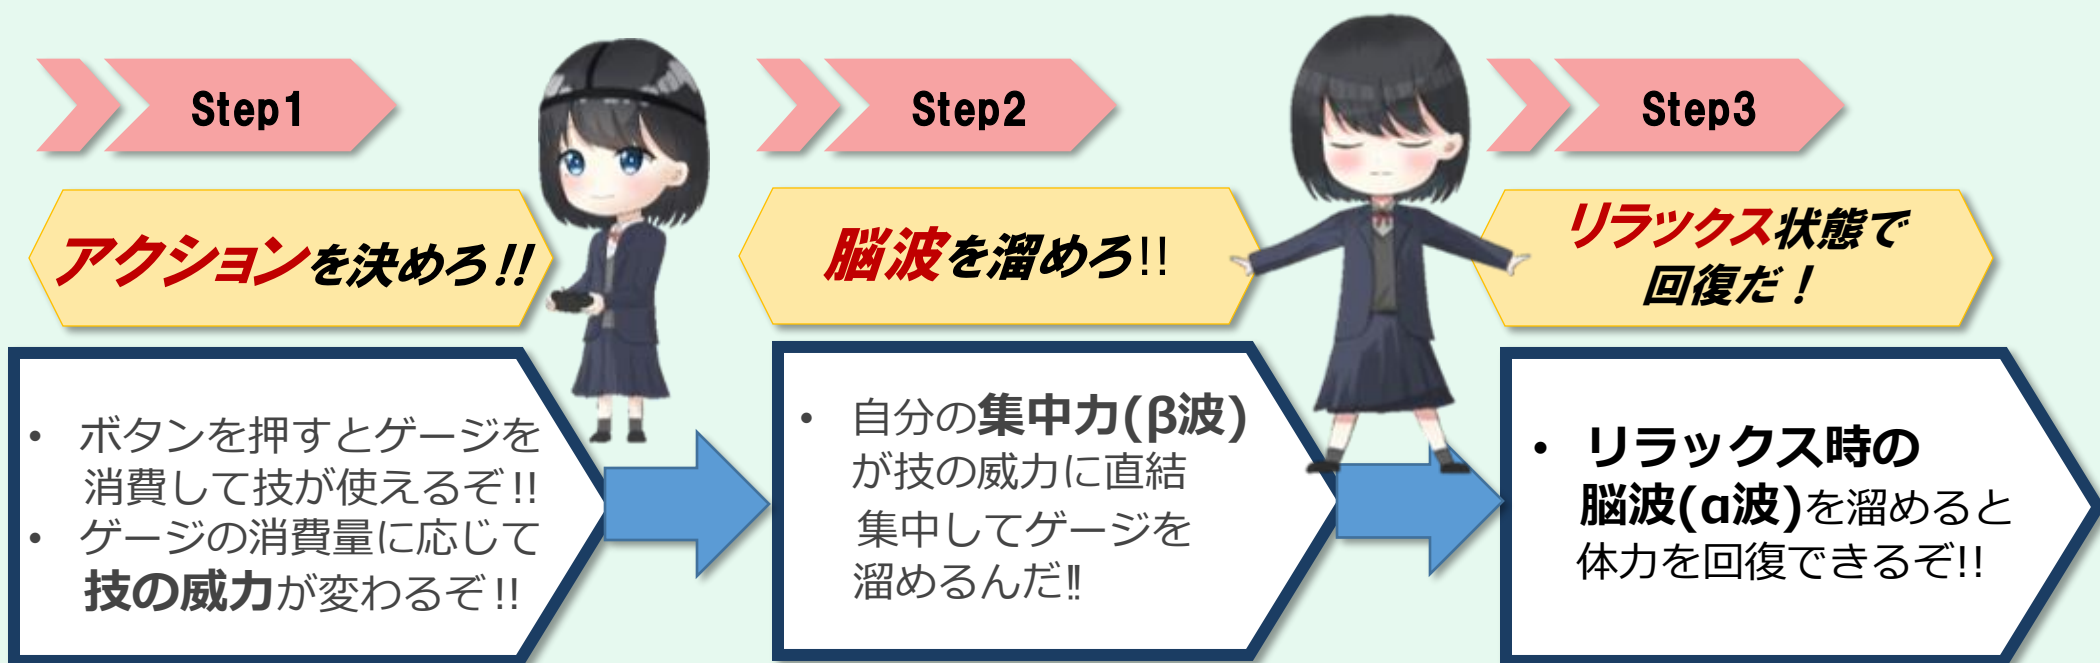 Step1
アクションを決めろ!!
・ ボタンを押すとゲージを
消費して技が使えるぞ!!
・ ゲージの消費量に応じて
技の威力が変わるぞ!!
Step2
脳波を溜めろ!!
・ 自分の集中力(β波)
が技の威力に直結
集中してゲージを
溜めるんだ‼
Step3
リラックス状態で
回復だ！
・ リラックス時の
脳波(α波)を溜めると
体力を回復できるぞ!!